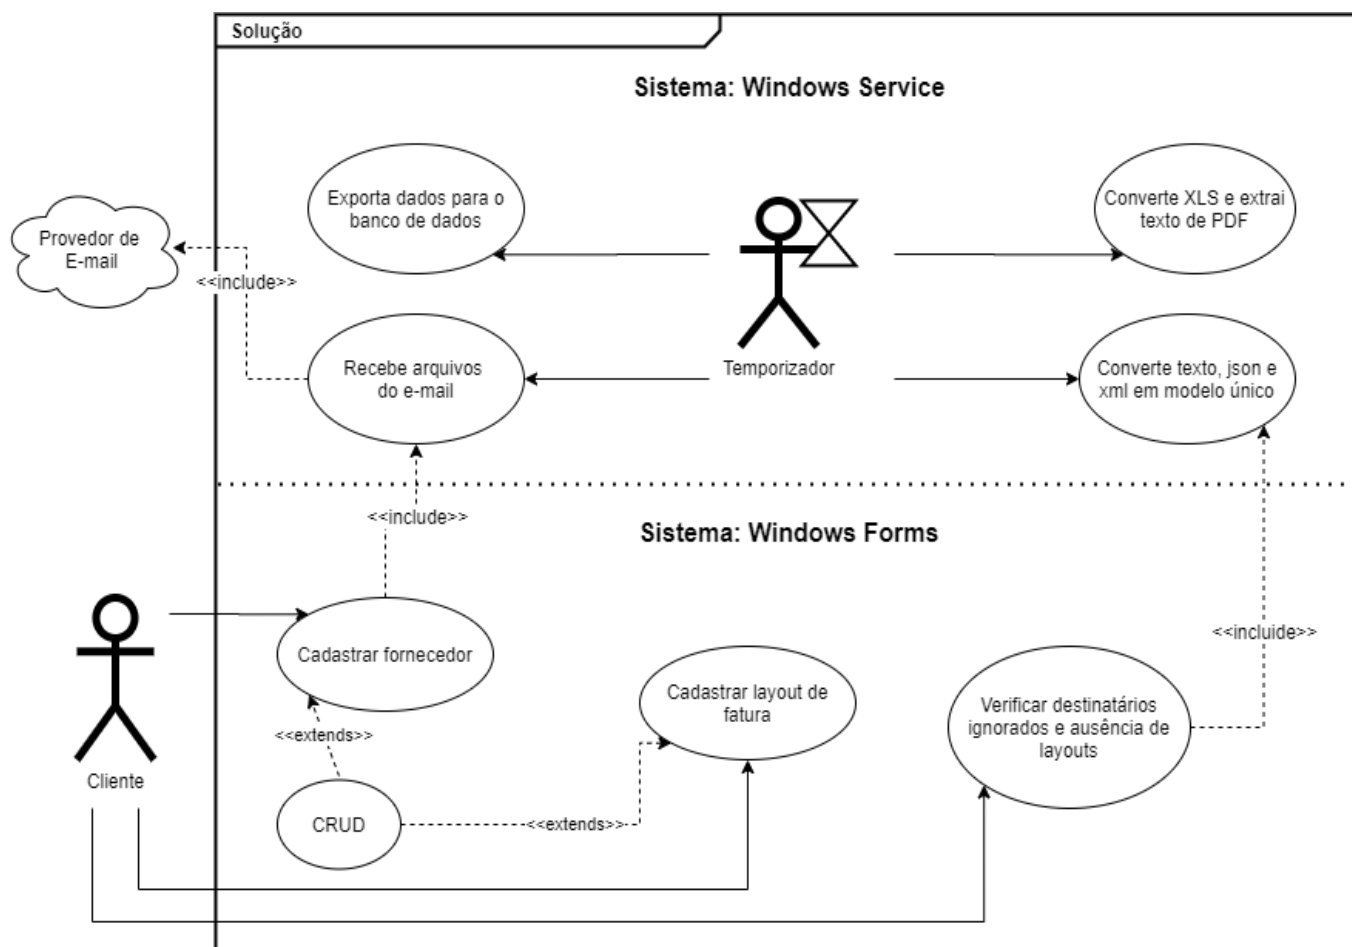 Solução
Sistema: Windows Service
Exporta dados para o
banco de dados
Converte XLS e extrai
texto de PDF
Provedor de
E-mail
<<include>>
Recebe arquivos
do e-mail
Temporizador
Converte texto, json e
xml em modelo único
<<include>>
Sistema: Windows Forms
<<incluide>>
Cadastrar fornecedor
Cadastrar layout de
fatura
Verificar destinatários
ignorados e ausência de
layouts
<<extends>>
Cliente
CRUD
<<extends>>